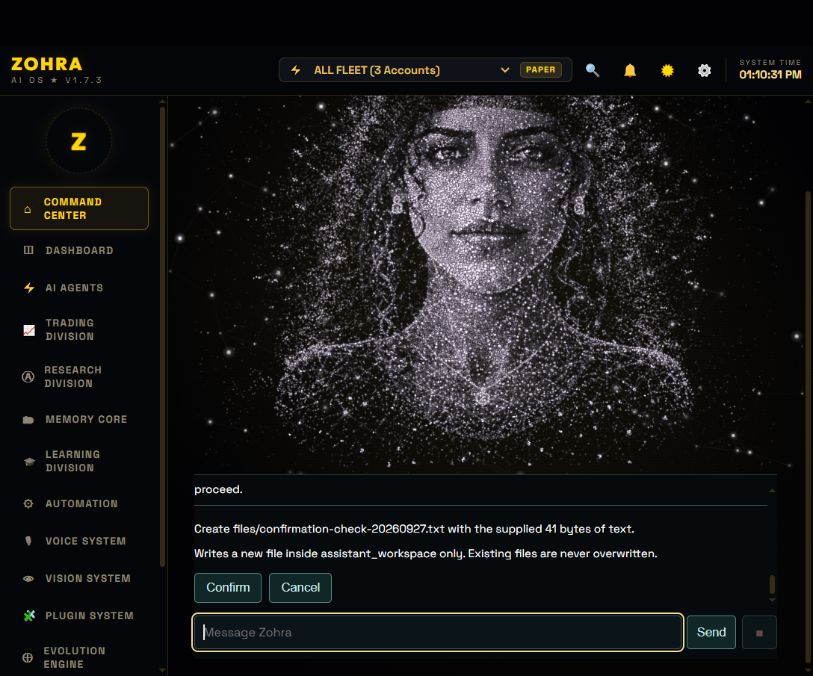 ZOHRA
AI OS ★ V1.7.3
ALL FLEET (3 Accounts)
PAPER
SYSTEM TIME
01:10:31 PM
Z
COMMAND
CENTER
DASHBOARD
AI AGENTS
TRADING
DIVISION
RESEARCH
DIVISION
MEMORY CORE
LEARNING
DIVISION
AUTOMATION
VOICE SYSTEM
VISION SYSTEM
PLUGIN SYSTEM
EVOLUTION
ENGINE
proceed.
Create files/confirmation-check-20260927.txt with the supplied 41 bytes of text.
Writes a new file inside assistant_workspace only. Existing files are never overwritten.
Confirm
Cancel
Message Zohra
Send